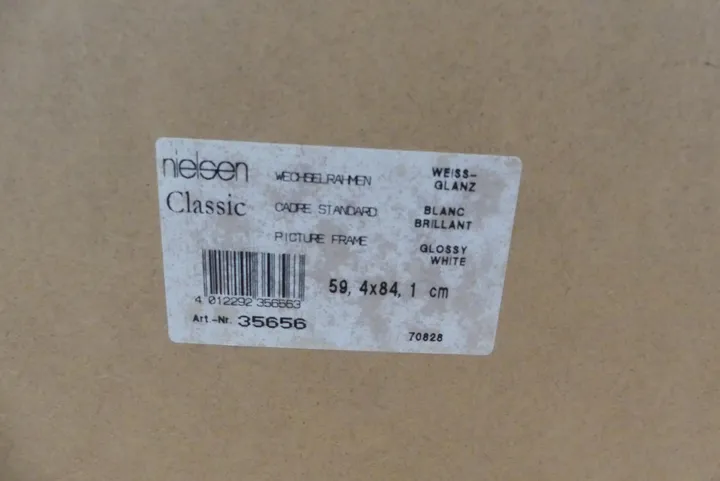 nielsen
Classic
WECHSELRAHMEN
CADRE STANDARD
PICTURE FRAME
WEISS-
GLANZ
BLANC
BRILLANT
GLOSSY
WHITE
4 012292 356563
59, 4x84, 1 cm
Art.-Nr. 35656
70828